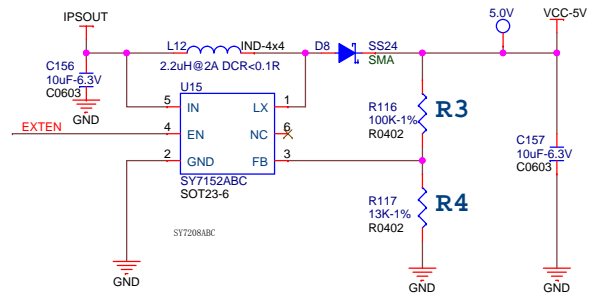 IPSOUT
5.0V
VCC-5V
L12
IND-4x4
D8
SS24
SMA
2.2uH@2A DCR<0.1R
C156
10uF-6.3V
C0603
GND
U15
5
IN
LX
1
EXTEN
4
EN
NC
6
2
GND
FB
3
SY7152ABC
SOT23-6
SY7208ABC
R116
100K-1%
R0402
R3
R117
13K-1%
R0402
R4
C157
10uF-6.3V
C0603
GND
GND
GND